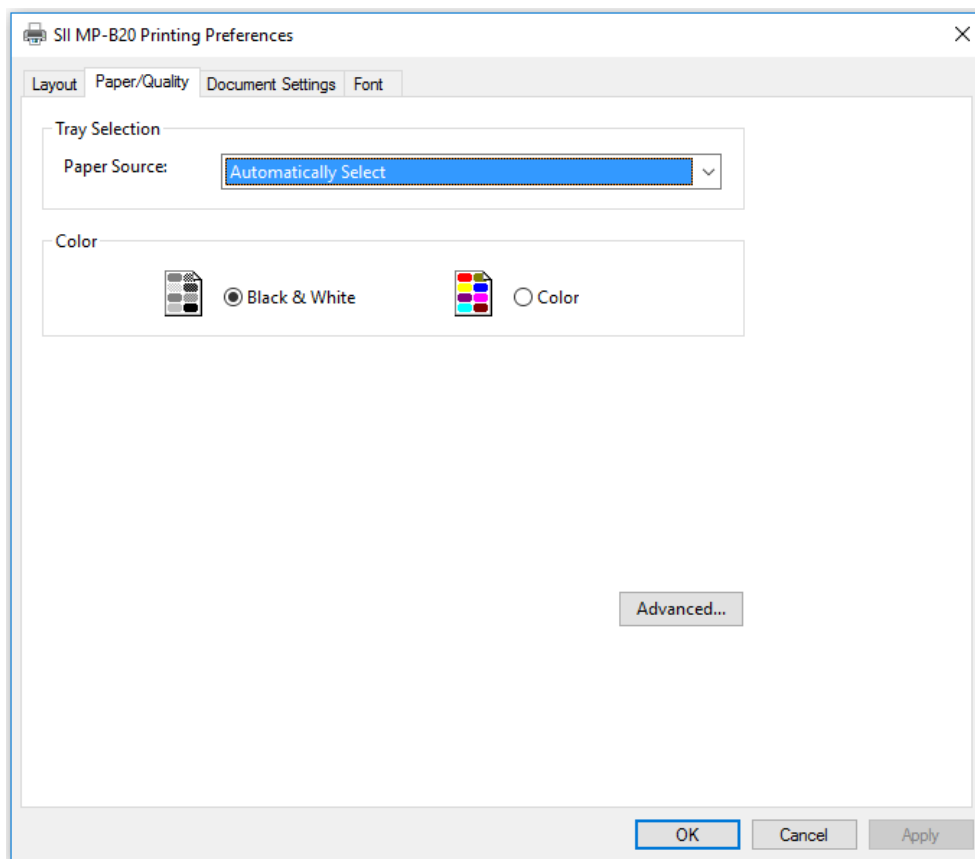 SII MP-B20 Printing Preferences
Layout Paper/Quality Document Settings Font
Tray Selection
Paper Source: Automatically Select
Color
Black & White Color
Advanced...
OK Cancel Apply